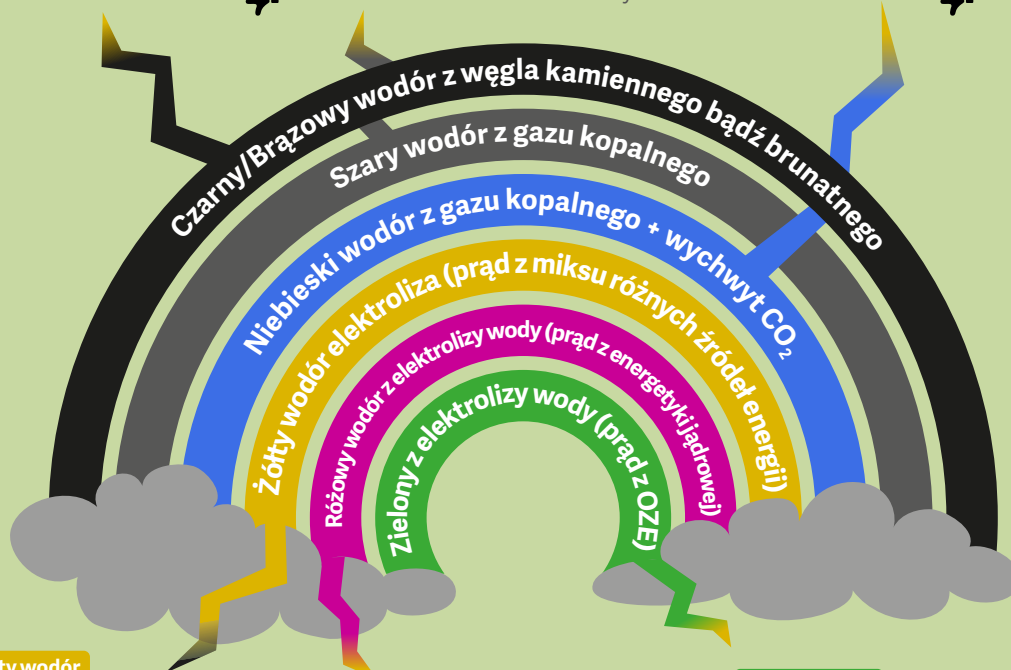 Czarny/Brązowy wodór z węgla kamiennego bądź brunatnego
Szary wodór z gazu kopalnego
Niebieski wodór z gazu kopalnego + wychwyt CO₂
Żółty wodór elektroliza (prąd z miksu różnych źródeł energii)
Różowy wodór z elektrolizy wody (prąd z energetyki jądrowej)
Zielony z elektrolizy wody (prąd z OZE)
wodór